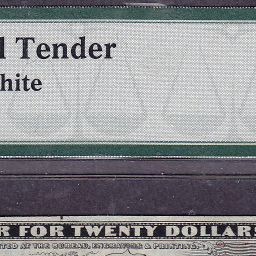 l Tender
hite
R FOR TWENTY DOLLARS
TED AT THE BUREAU, ENGRAVING & PRINTING.